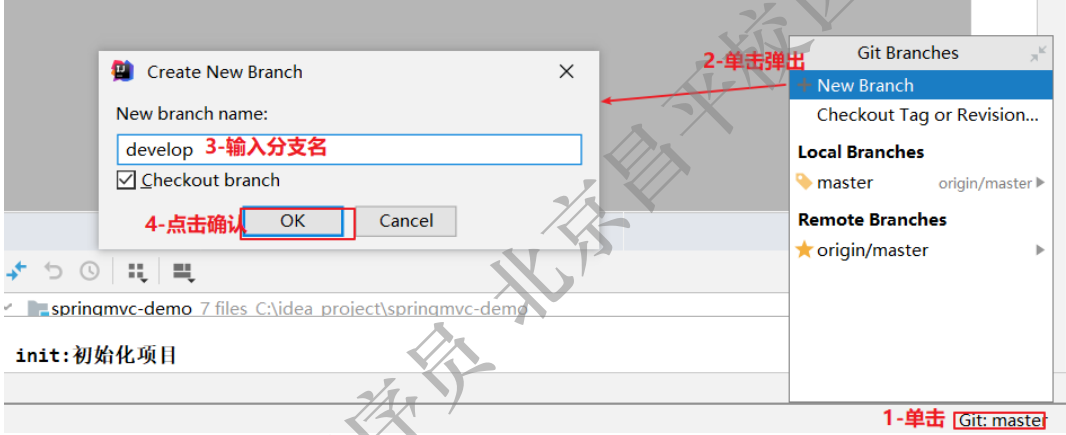 Create New Branch
New branch name:
develop 3-输入分支名
Checkout branch
4-点击确认 OK Cancel
2-单击弹出
Git Branches
New Branch
Checkout Tag or Revision...
Local Branches
master origin/master
Remote Branches
origin/master
springmvc-demo 7 files C:\idea_project\springmvc-demo
init:初始化项目
1-单击 Git: master
序员 北京昌平校区